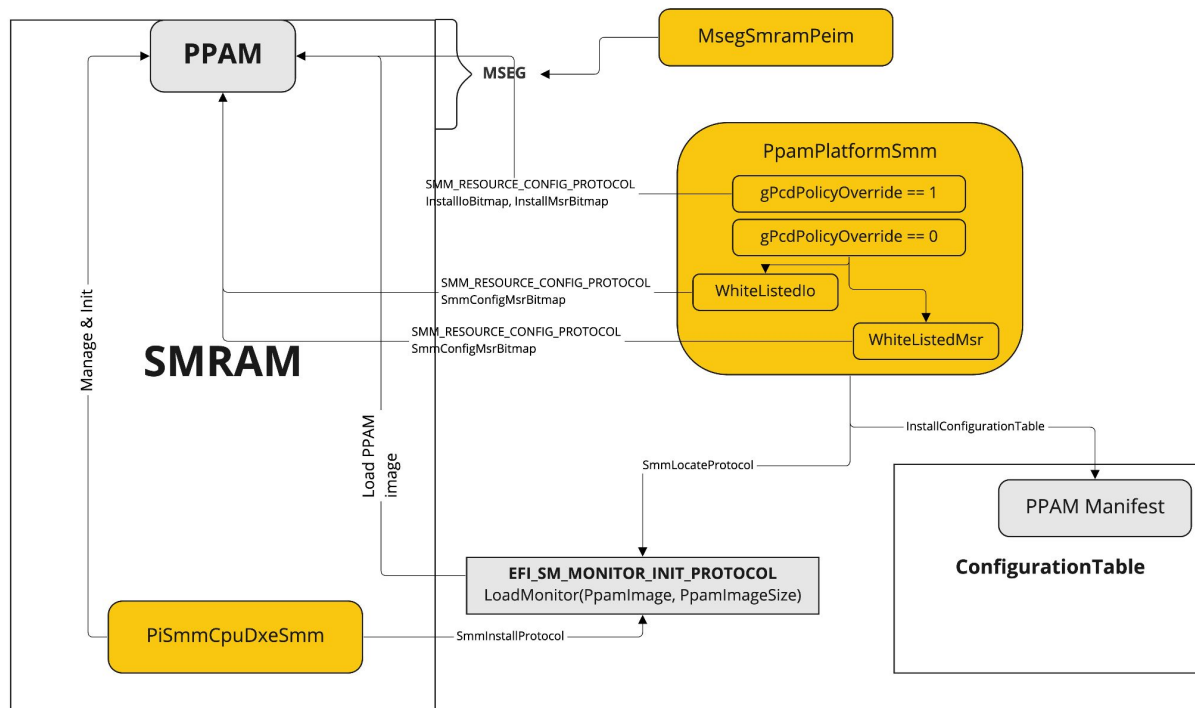 PPAM
MSEG
MsegSmramPeim
PpamPlatformSmm
SMM_RESOURCE_CONFIG_PROTOCOL
InstallIoBitmap, InstallMsrBitmap
gPcdPolicyOverride == 1
gPcdPolicyOverride == 0
SMM_RESOURCE_CONFIG_PROTOCOL
SmmConfigMsrBitmap
WhiteListedIo
SMM_RESOURCE_CONFIG_PROTOCOL
SmmConfigMsrBitmap
WhiteListedMsr
Manage & Init
SMRAM
Load PPAM
image
InstallConfigurationTable
SmmLocateProtocol
PPAM Manifest
ConfigurationTable
EFI_SM_MONITOR_INIT_PROTOCOL
LoadMonitor(PpamImage, PpamImageSize)
PiSmmCpuDxeSmm
SmmInstallProtocol